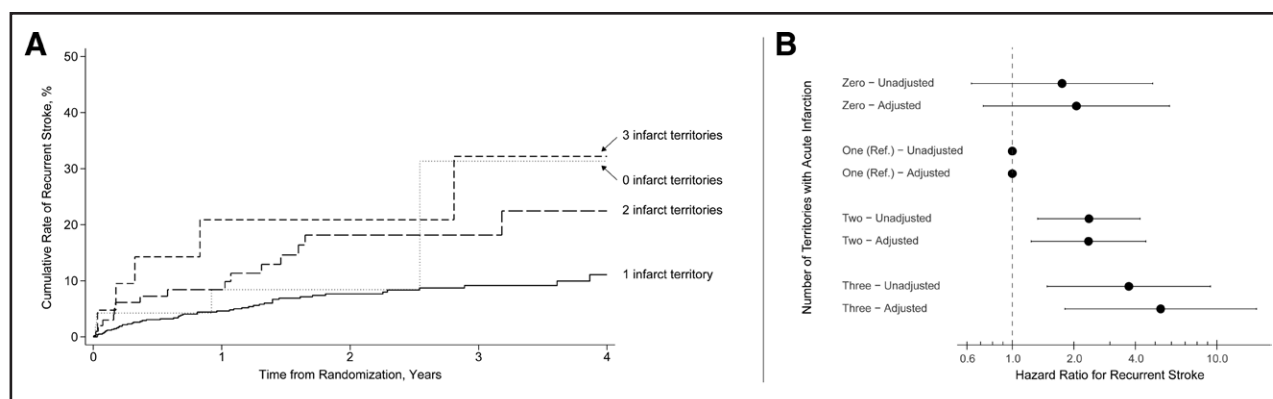 A
Cumulative Rate of Recurrent Stroke, %
50
40
30
20
10
0
0 1 2 3 4
Time from Randomization, Years
3 infarct territories
0 infarct territories
2 infarct territories
1 infarct territory
B
Number of Territories with Acute Infarction
Zero − Unadjusted
Zero − Adjusted
One (Ref.) − Unadjusted
One (Ref.) − Adjusted
Two − Unadjusted
Two − Adjusted
Three − Unadjusted
Three − Adjusted
0.6 1.0 2.0 4.0 10.0
Hazard Ratio for Recurrent Stroke